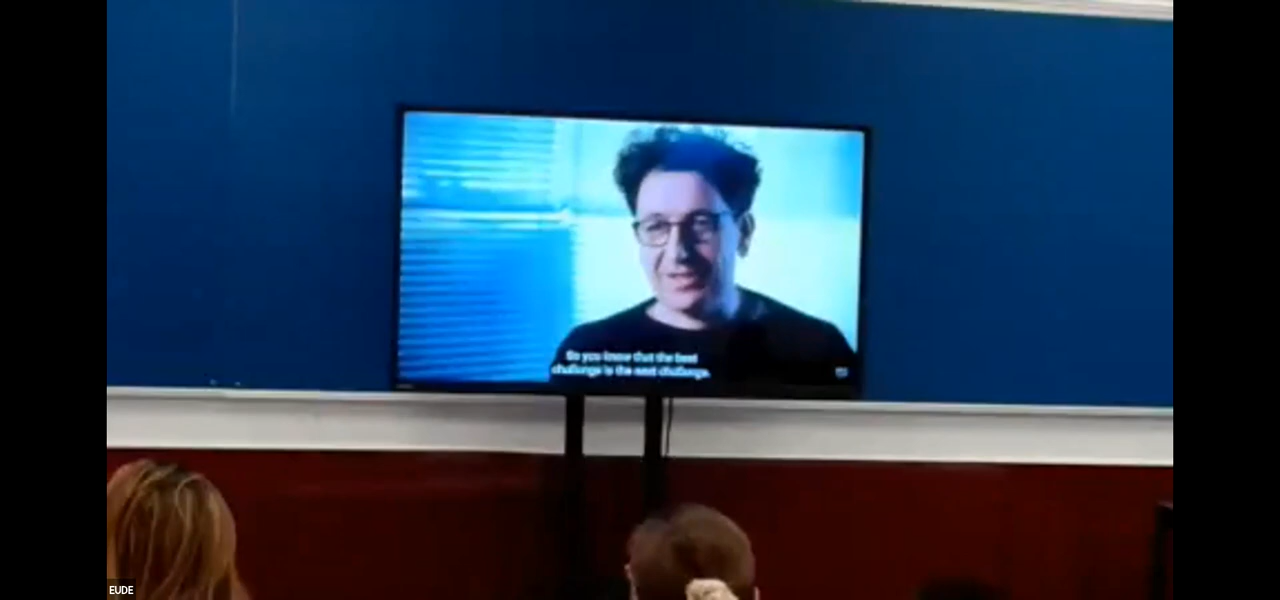 So you know that the best
challenge is the next challenge.
EUDE